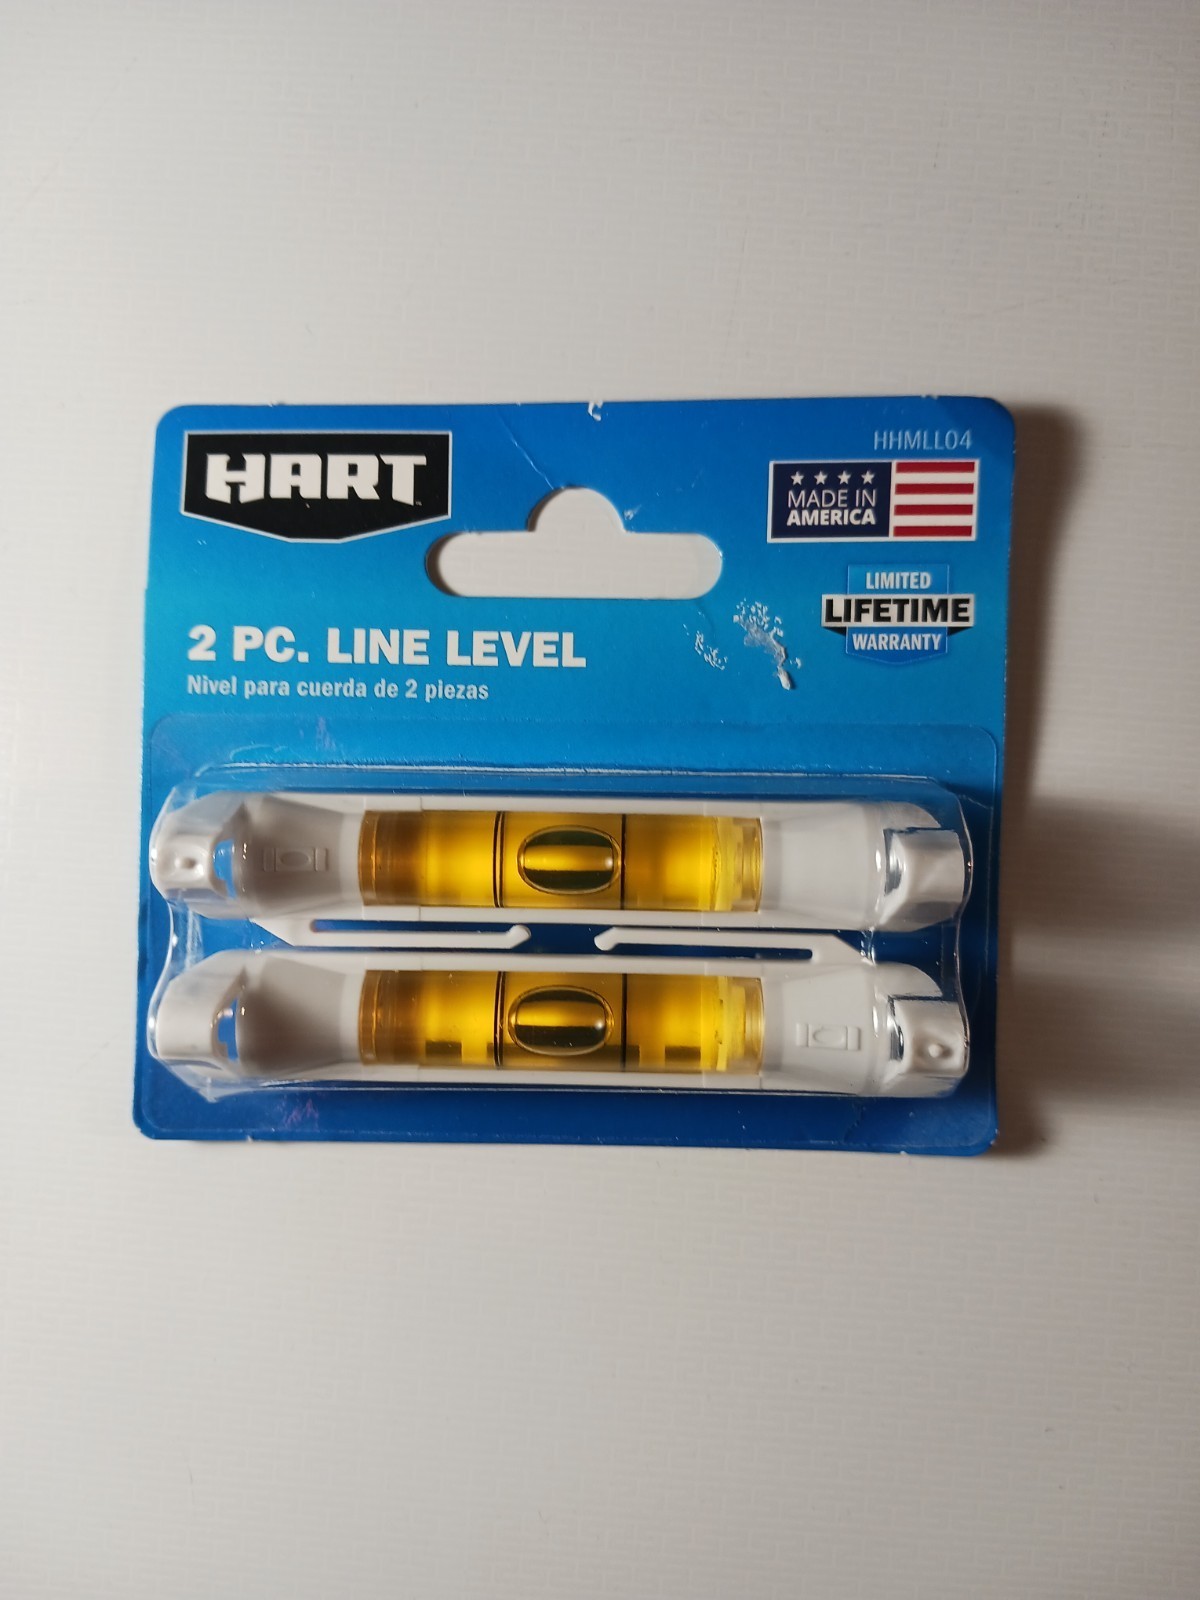 HART
HHMLL04
MADE IN
AMERICA
LIMITED
LIFETIME
WARRANTY
2 PC. LINE LEVEL
Nivel para cuerda de 2 piezas